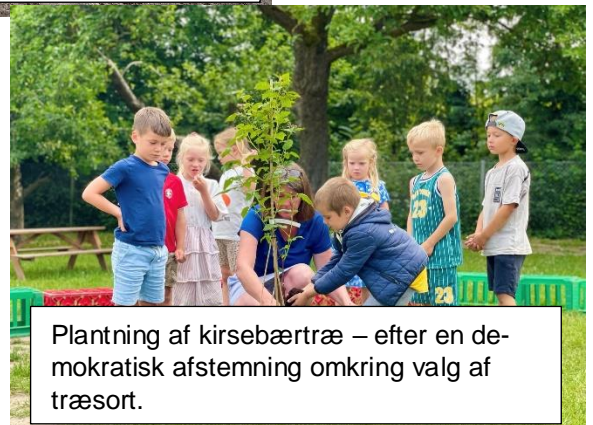 Plantning af kirsebærtræ – efter en de-
mokratisk afstemning omkring valg af
træsort.
23
23